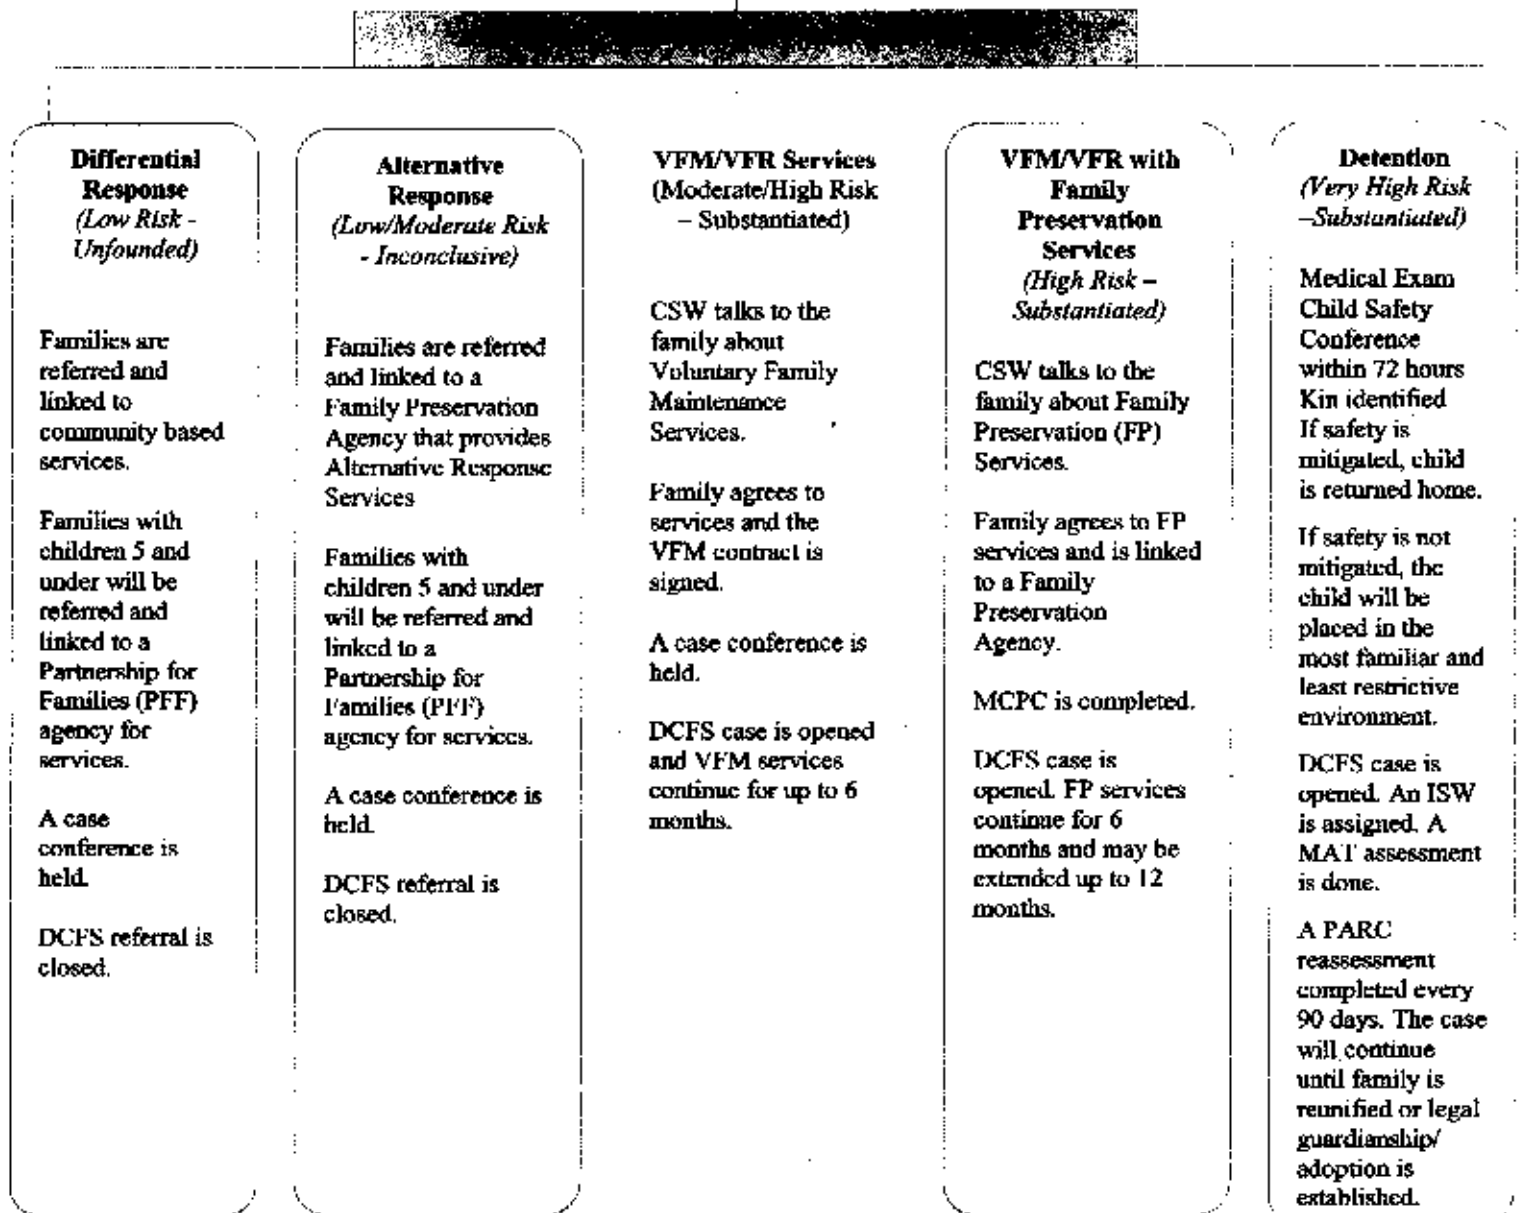 Differential
Response
(Low Risk -
Unfounded)
Families are
referred and
linked to
community based
services.
Families with
children 5 and
under will be
referred and
linked to a
Partnership for
Families (PFF)
agency for
services.
A case
conference is
held.
DCFS referral is
closed.
Alternative
Response
(Low/Moderate Risk
- Inconclusive)
Families are referred
and linked to a
Family Preservation
Agency that provides
Alternative Response
Services
Families with
children 5 and under
will be referred and
linked to a
Partnership for
Families (PFF)
agency for services.
A case conference is
held.
DCFS referral is
closed.
VFM/VFR Services
(Moderate/High Risk
– Substantiated)
CSW talks to the
family about
Voluntary Family
Maintenance
Services.
Family agrees to
services and the
VFM contract is
signed.
A case conference is
held.
DCFS case is opened
and VFM services
continue for up to 6
months.
VFM/VFR with
Family
Preservation
Services
(High Risk –
Substantiated)
CSW talks to the
family about Family
Preservation (FP)
Services.
Family agrees to FP
services and is linked
to a Family
Preservation
Agency.
MCPC is completed.
DCFS case is
opened. FP services
continue for 6
months and may be
extended up to 12
months.
Detention
(Very High Risk
–Substantiated)
Medical Exam
Child Safety
Conference
within 72 hours
Kin identified
If safety is
mitigated, child
is returned home.
If safety is not
mitigated, the
child will be
placed in the
most familiar and
least restrictive
environment.
DCFS case is
opened. An ISW
is assigned. A
MAT assessment
is done.
A PARC
reassessment
completed every
90 days. The case
will continue
until family is
reunified or legal
guardianship/
adoption is
established.